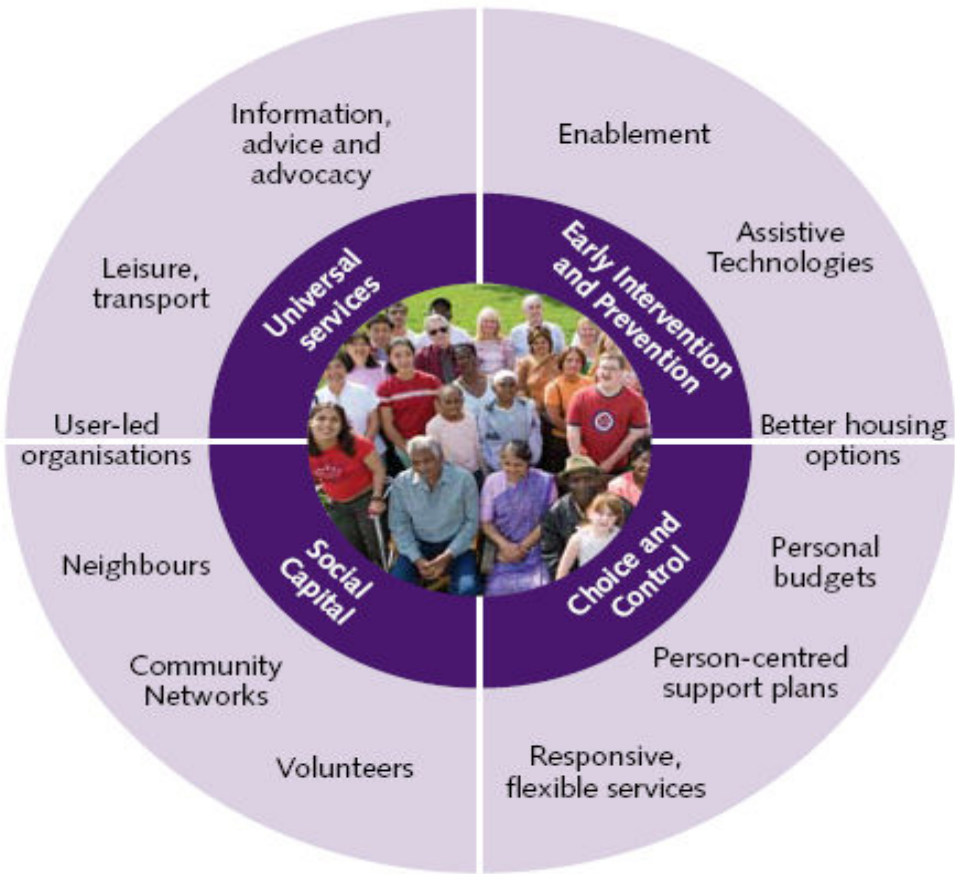 Information,
advice and
advocacy
Leisure,
transport
User-led
organisations
Universal
services
Enablement
Assistive
Technologies
Better housing
options
Early Intervention
and Prevention
Social
Capital
Neighbours
Community
Networks
Volunteers
Choice and
Control
Personal
budgets
Person-centred
support plans
Responsive,
flexible services